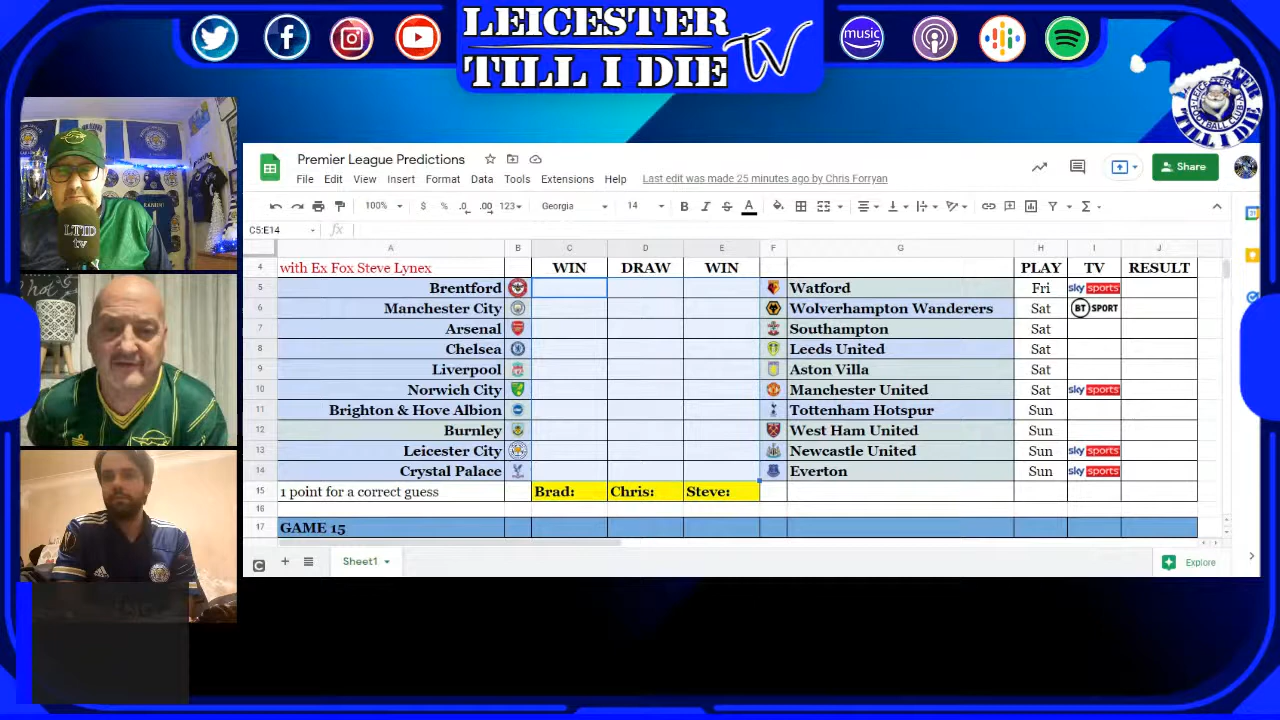 LEICESTER
TILL I DIE TV
music
LTID
tv
Premier League Predictions
File Edit View Insert Format Tools Extensions Help Last edit was made 25 minutes ago by Chris Forryan
Share
100% $ % .0 .00 123 Georgia 14 B I S A
C5:E14 fx
A B C D E F G H I J
4 with Ex Fox Steve Lynex WIN DRAW WIN PLAY TV RESULT
5 Brentford Watford Fri sky sports
6 Manchester City Wolverhampton Wanderers Sat BT SPORT
7 Arsenal Southampton Sat
8 Chelsea Leeds United Sat
9 Liverpool Aston Villa Sat
10 Norwich City Manchester United Sat sky sports
11 Brighton & Hove Albion Tottenham Hotspur Sun
12 Burnley West Ham United Sun
13 Leicester City Newcastle United Sun sky sports
14 Crystal Palace Everton Sun sky sports
15 1 point for a correct guess Brad: Chris: Steve:
16
17 GAME 15
Sheet1
Explore